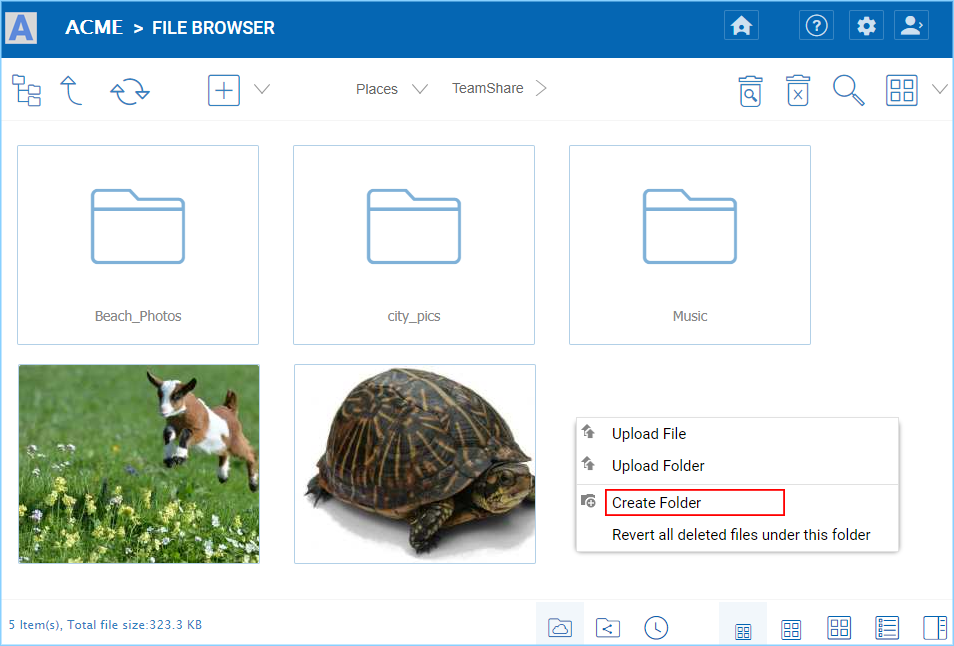 A ACME > FILE BROWSER
Places TeamShare
Beach_Photos city_pics Music
Upload File
Upload Folder
Create Folder
Revert all deleted files under this folder
5 Item(s), Total file size:323.3 KB